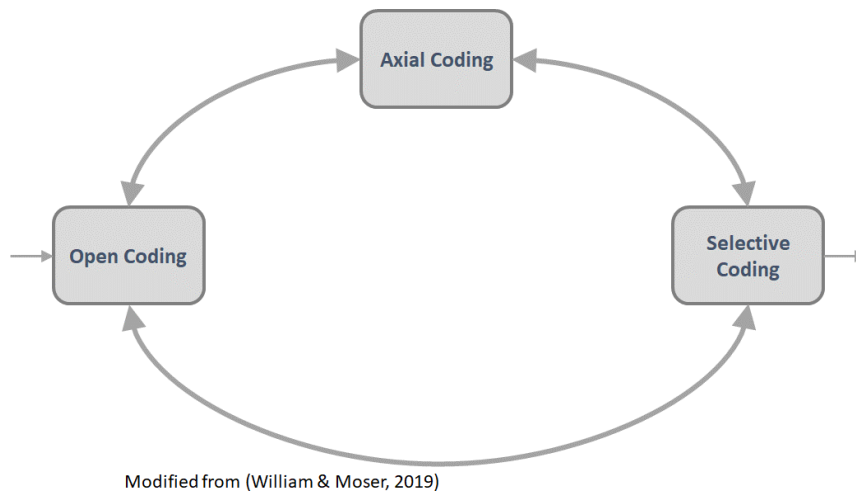 Axial Coding
Open Coding
Selective
Coding
Modified from (William & Moser, 2019)